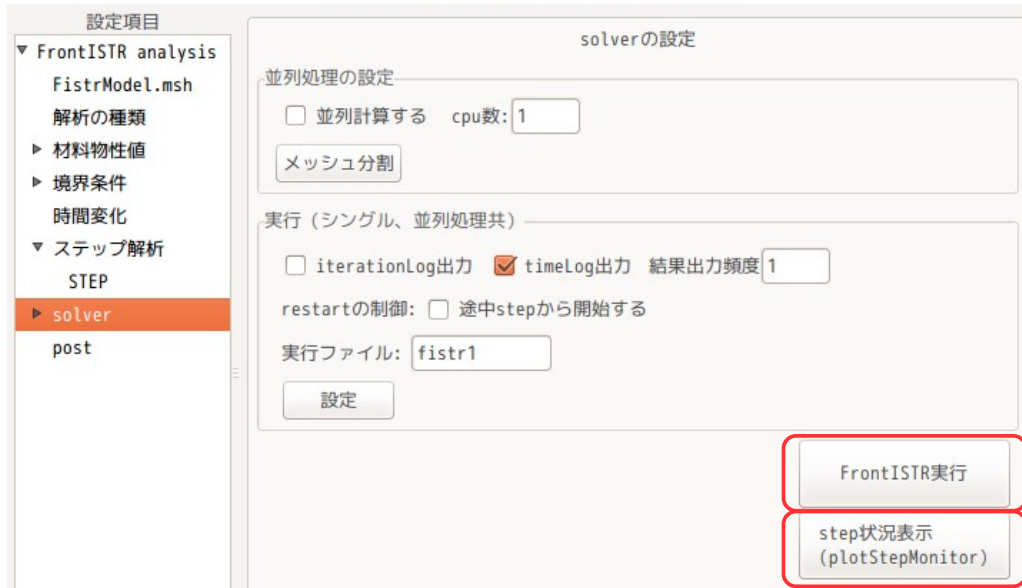 設定項目
FrontISTR analysis
FistrModel.msh
解析の種類
材料物性値
境界条件
時間変化
ステップ解析
STEP
solver
post
solverの設定
並列処理の設定
並列計算する cpu数: 1
メッシュ分割
実行（シングル、並列処理共）
iterationLog出力 timeLog出力 結果出力頻度 1
restartの制御: 途中stepから開始する
実行ファイル: fistr1
設定
FrontISTR実行
step状況表示
(plotStepMonitor)